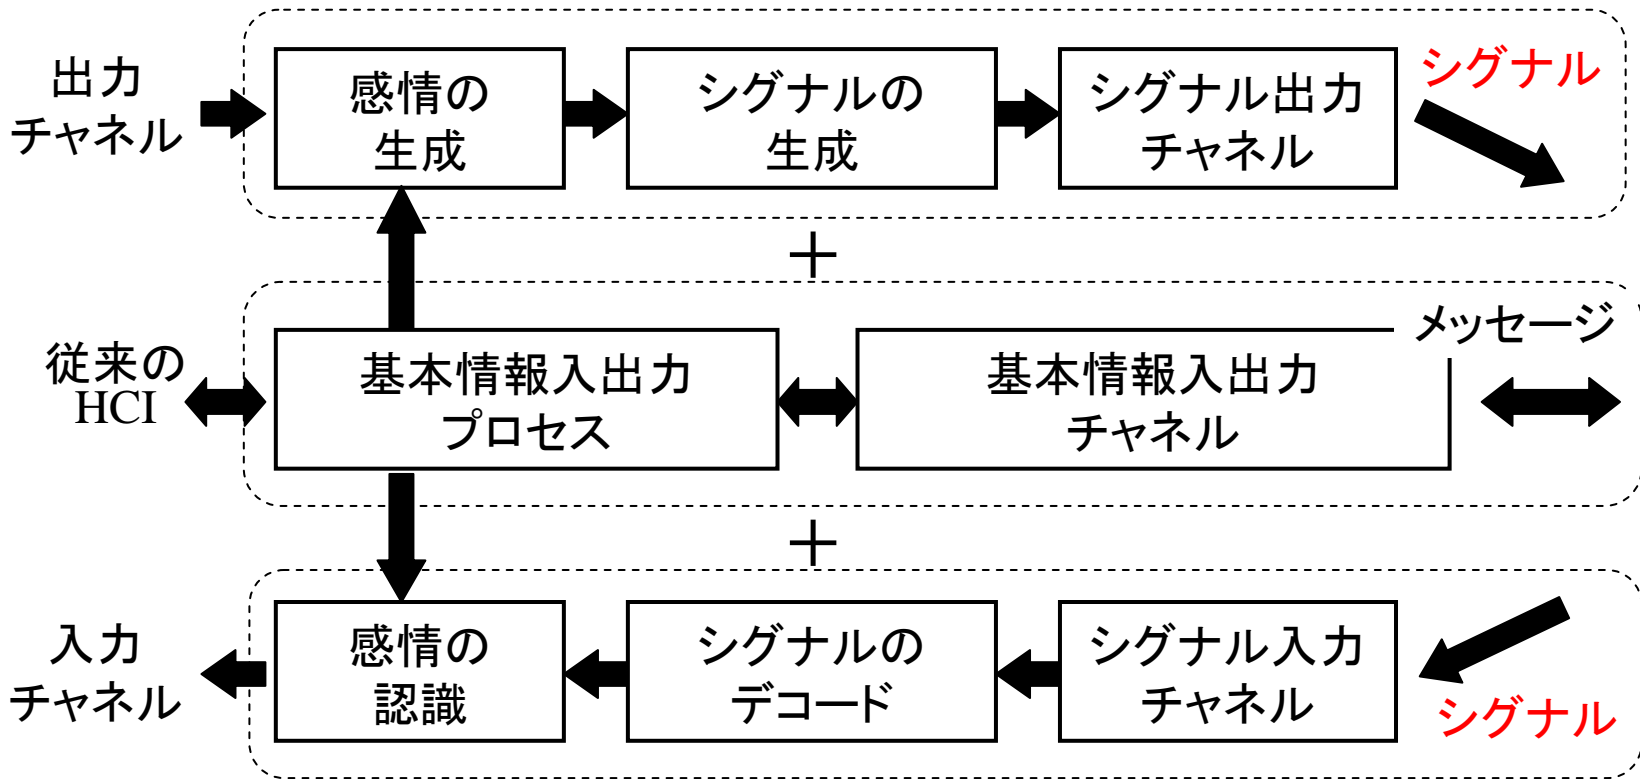 出力
チャネル
感情の
生成
シグナルの
生成
シグナル出力
チャネル
シグナル
＋
従来の
HCI
基本情報入出力
プロセス
基本情報入出力
チャネル
メッセージ
＋
入力
チャネル
感情の
認識
シグナルの
デコード
シグナル入力
チャネル
シグナル